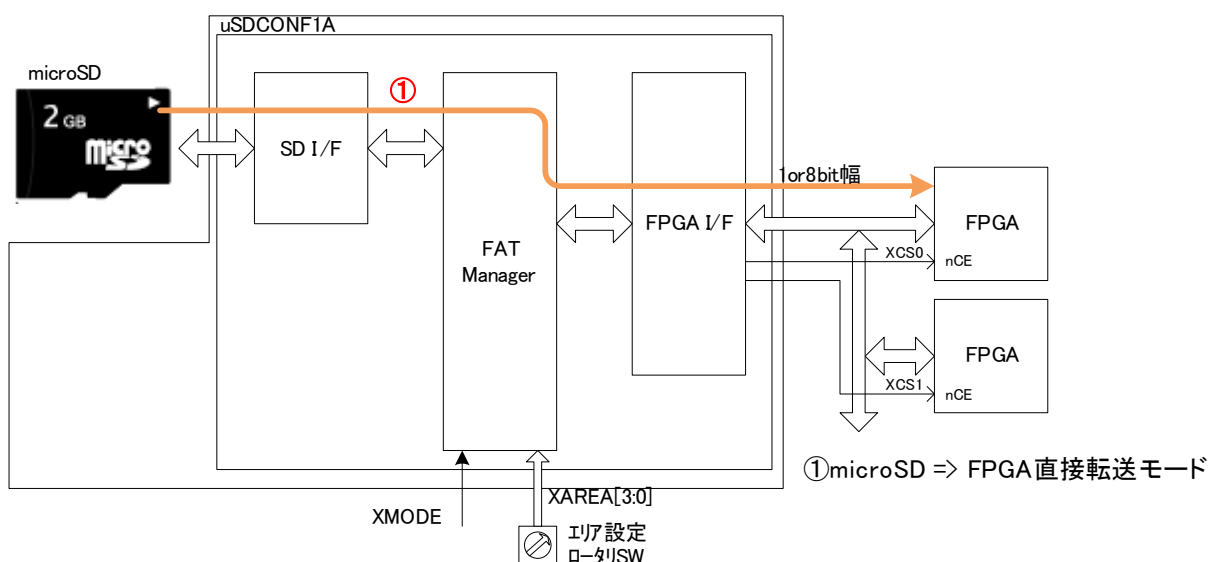 uSDCONF1A
microSD
①
2 GB
micro
SD
SD I/F
FAT
Manager
FPGA I/F
1or8bit幅
FPGA
XCS0
nCE
FPGA
XCS1
nCE
①microSD => FPGA直接転送モード
XMODE
XAREA[3:0]
エリア設定
ロータリSW